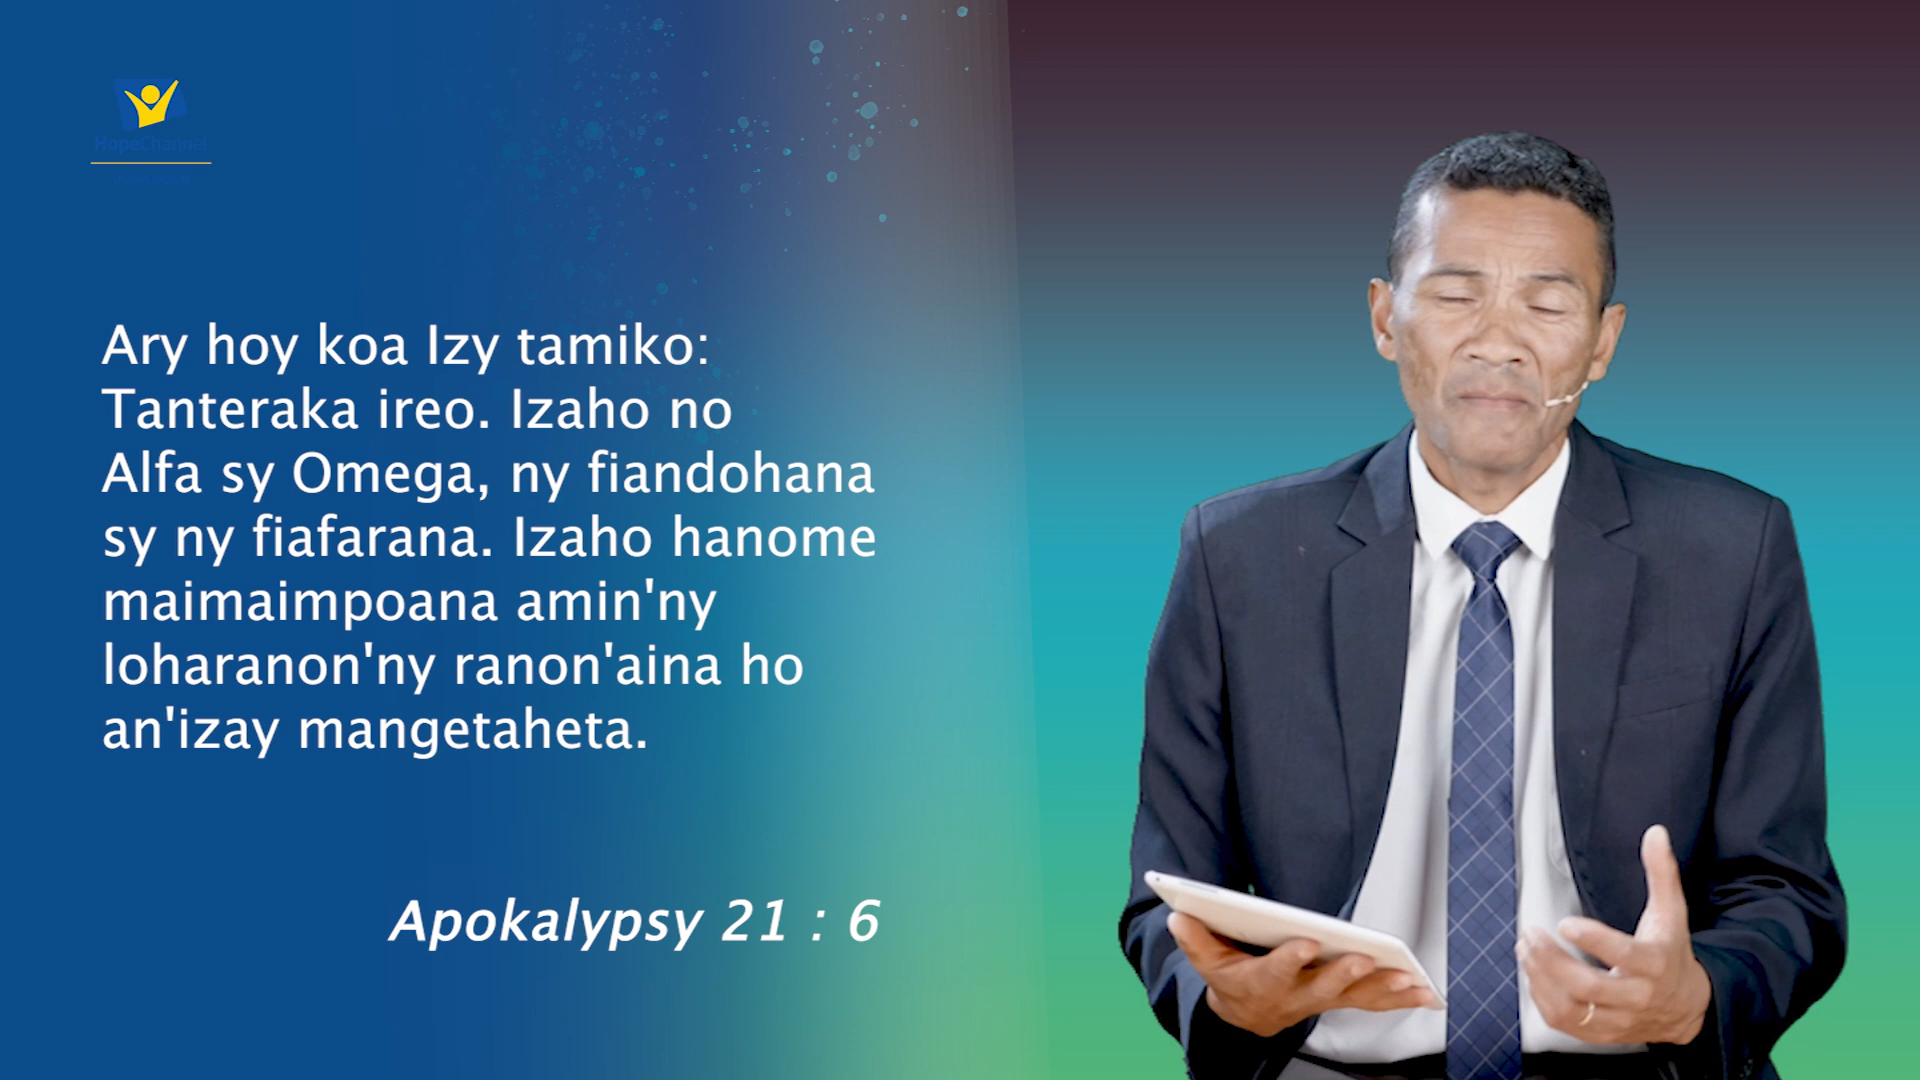 HopeChannel
Ary hoy koa Izy tamiko:
Tanteraka ireo. Izaho no
Alfa sy Omega, ny fiandohana
sy ny fiafarana. Izaho hanome
maimaimpoana amin'ny
loharanon'ny ranon'aina ho
an'izay mangetaheta.
Apokalypsy 21 : 6